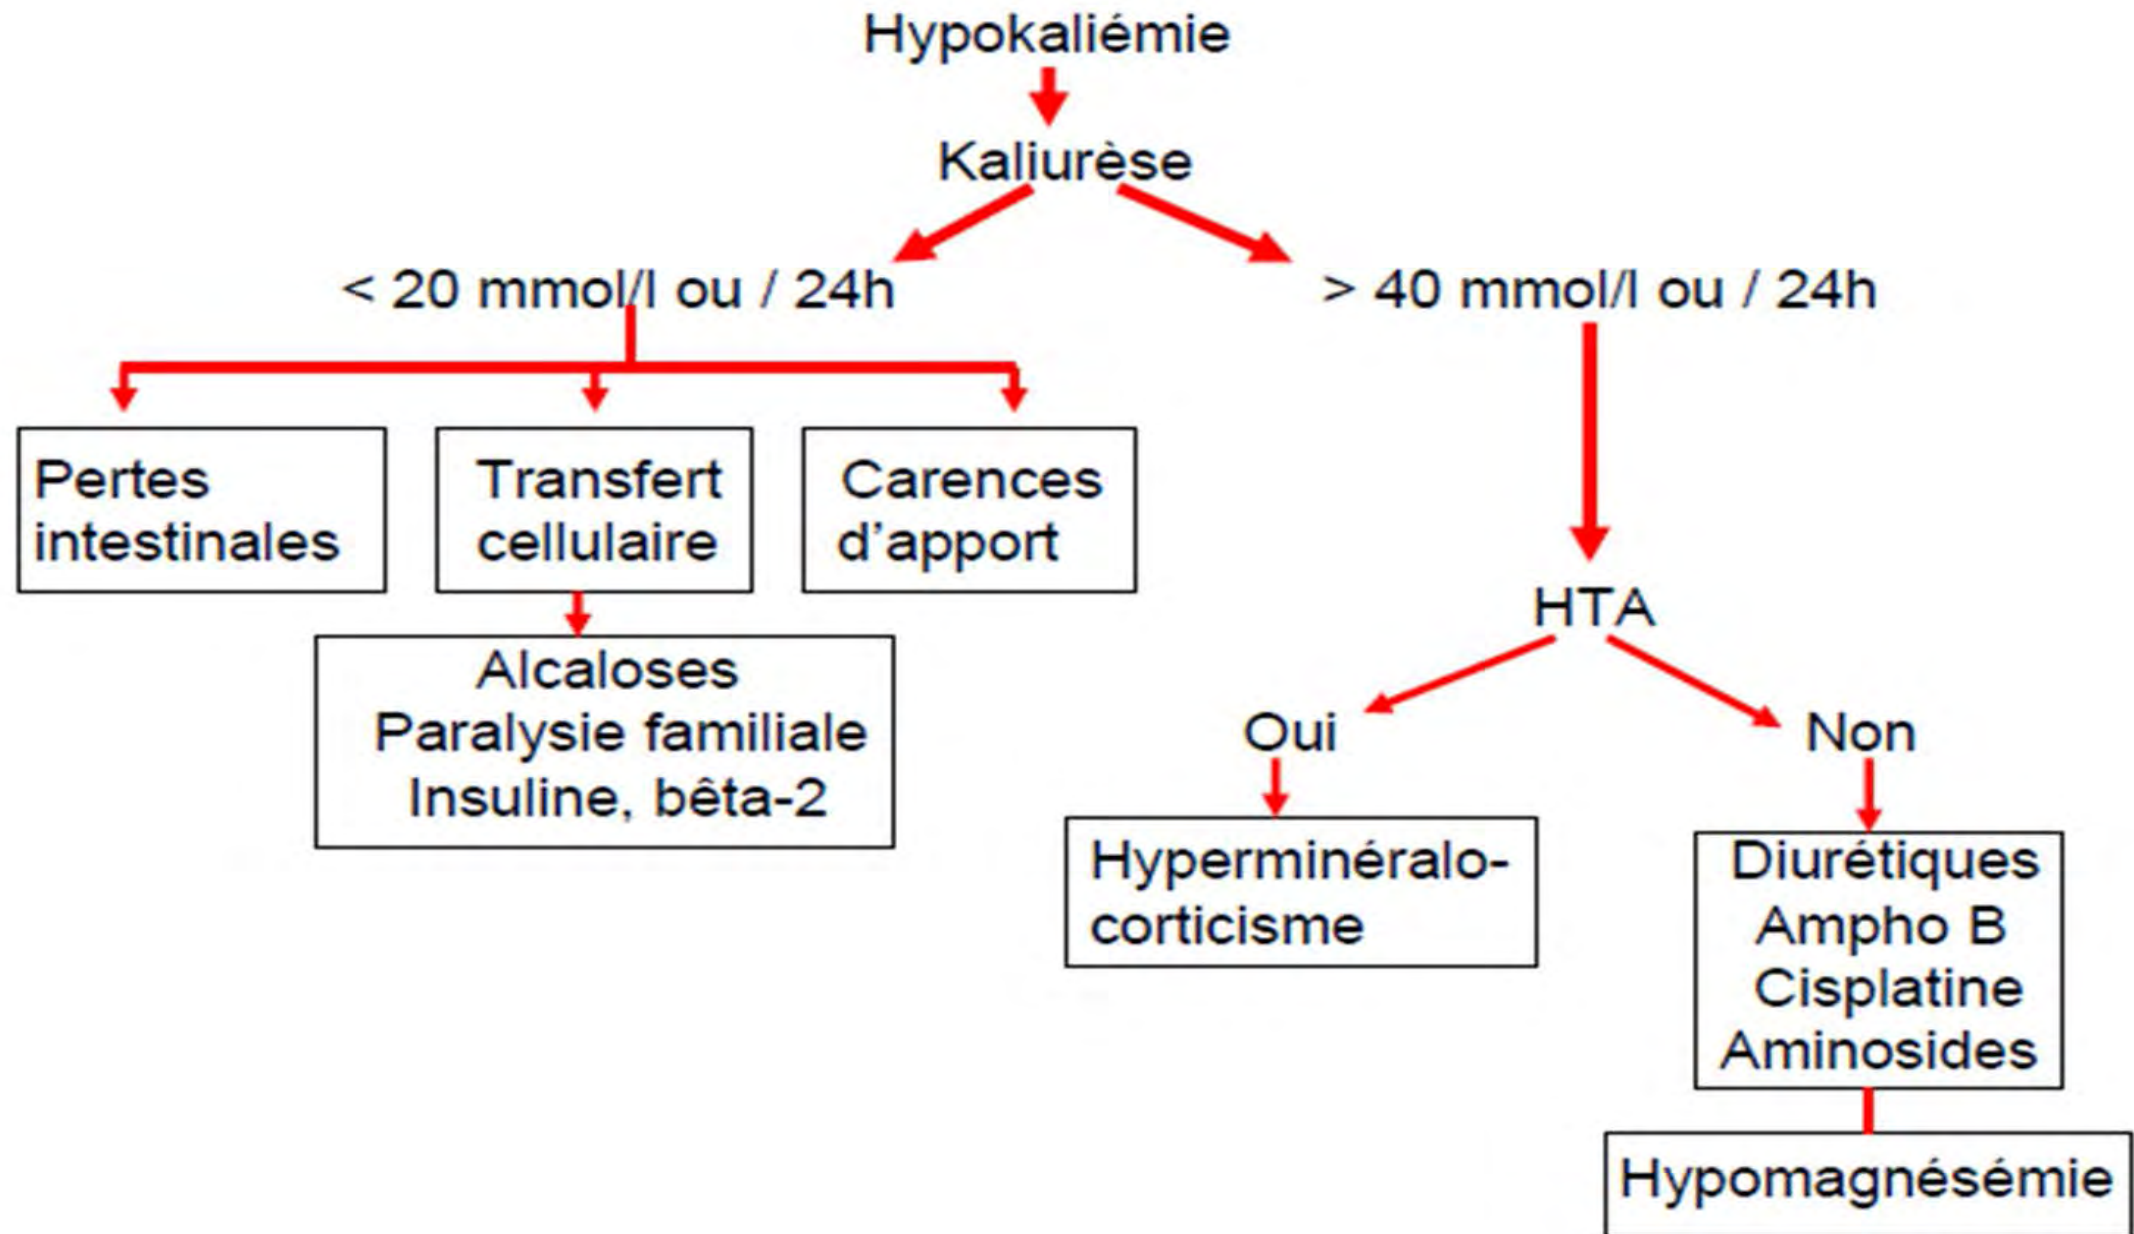 Hypokaliémie
Kaliurèse
< 20 mmol/l ou / 24h
> 40 mmol/l ou / 24h
Pertes
intestinales
Transfert
cellulaire
Carences
d'apport
Alcaloses
Paralysie familiale
Insuline, bêta-2
HTA
Oui
Non
Hyperminéralo-
corticisme
Diurétiques
Ampho B
Cisplatine
Aminosides
Hypomagnésémie